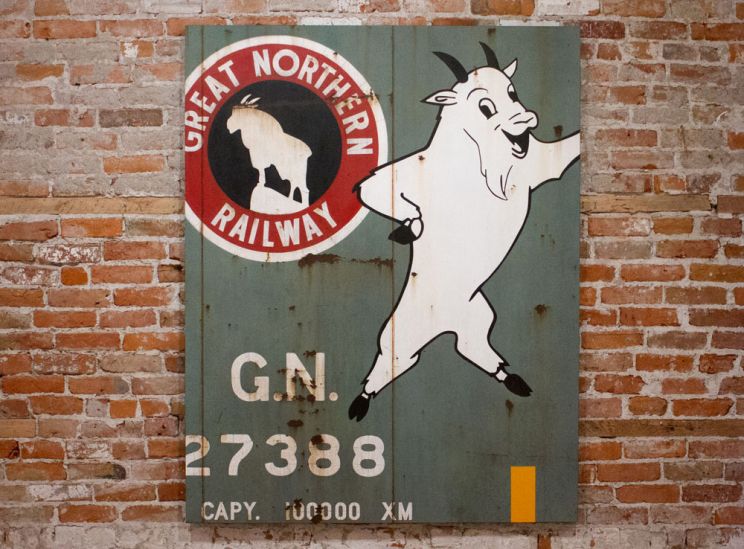 GREAT NORTHERN
RAILWAY
G.N.
27388
CAPY. 100000 XM